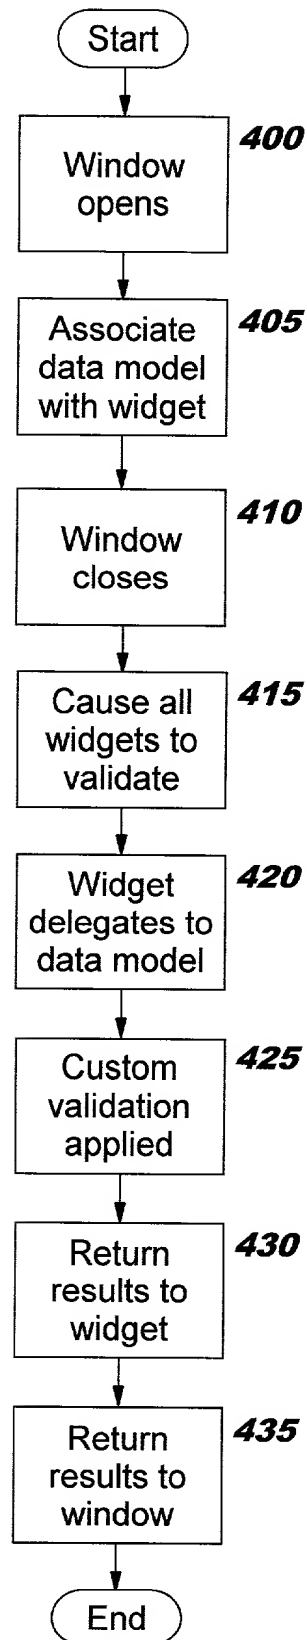 Start
400
Window
opens
405
Associate
data model
with widget
410
Window
closes
415
Cause all
widgets to
validate
420
Widget
delegates to
data model
425
Custom
validation
applied
430
Return
results to
widget
435
Return
results to
window
End